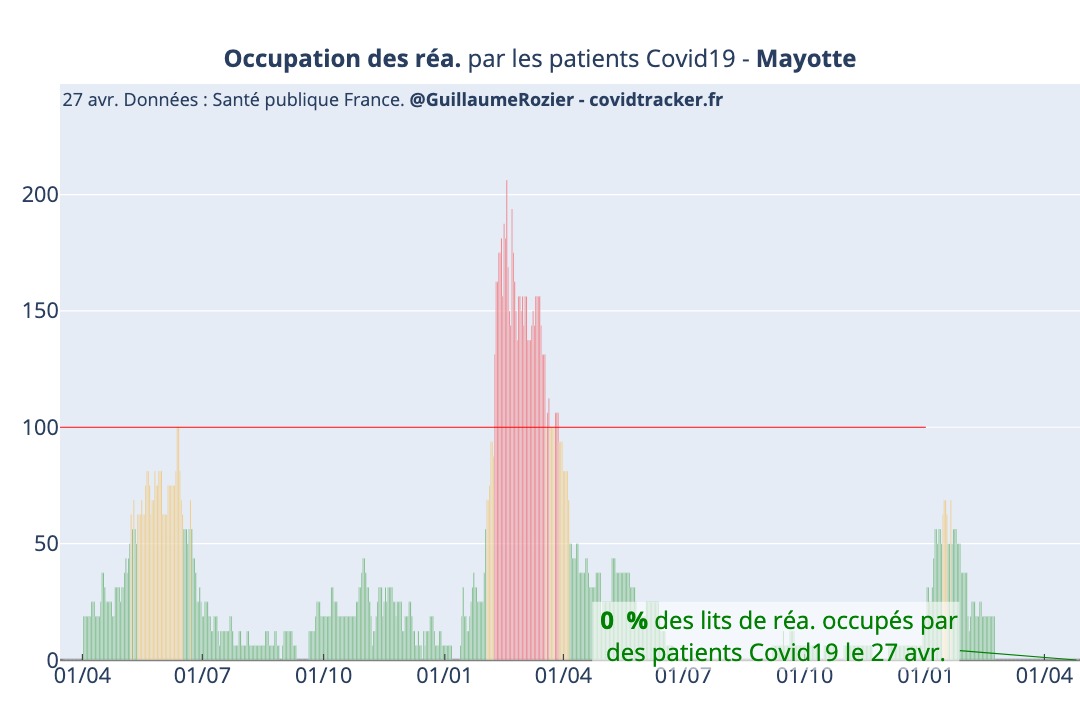 Occupation des réa. par les patients Covid19 - Mayotte
27 avr. Données : Santé publique France. @GuillaumeRozier - covidtracker.fr
200
150
100
50
0
0 % des lits de réa. occupés par
des patients Covid19 le 27 avr.
01/04 01/07 01/10 01/01 01/04 01/07 01/10 01/01 01/04